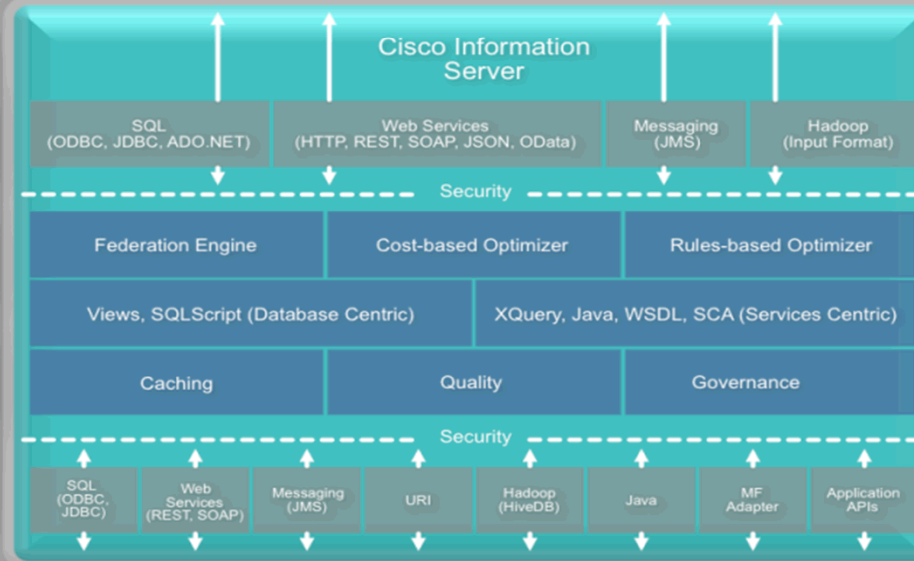 Cisco Information
Server
SQL
(ODBC, JDBC, ADO.NET)
Web Services
(HTTP, REST, SOAP, JSON, OData)
Messaging
(JMS)
Hadoop
(Input Format)
Security
Federation Engine
Cost-based Optimizer
Rules-based Optimizer
Views, SQLScript (Database Centric)
XQuery, Java, WSDL, SCA (Services Centric)
Caching
Quality
Governance
Security
SQL
(ODBC,
JDBC)
Web
Services
(REST, SOAP)
Messaging
(JMS)
URI
Hadoop
(HiveDB)
Java
MF
Adapter
Application
APIs